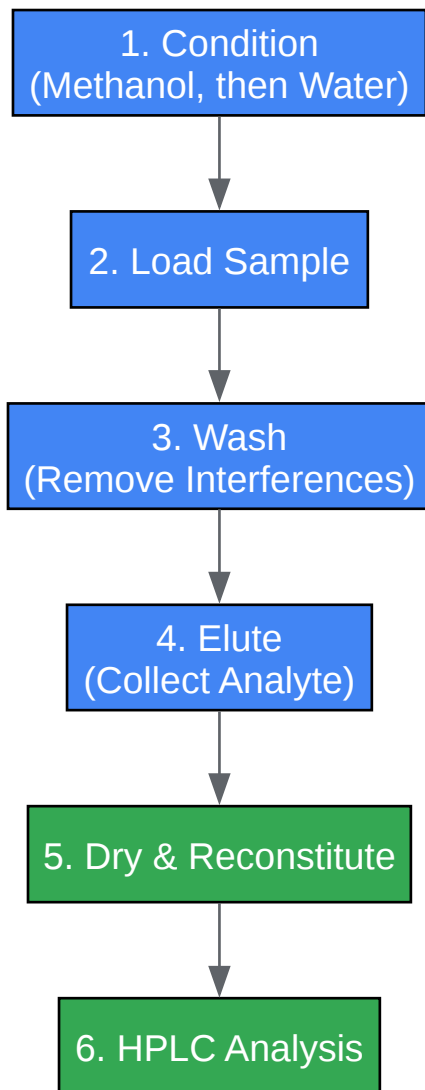 1. Condition
(Methanol, then Water)
2. Load Sample
3. Wash
(Remove Interferences)
4. Elute
(Collect Analyte)
5. Dry & Reconstitute
6. HPLC Analysis